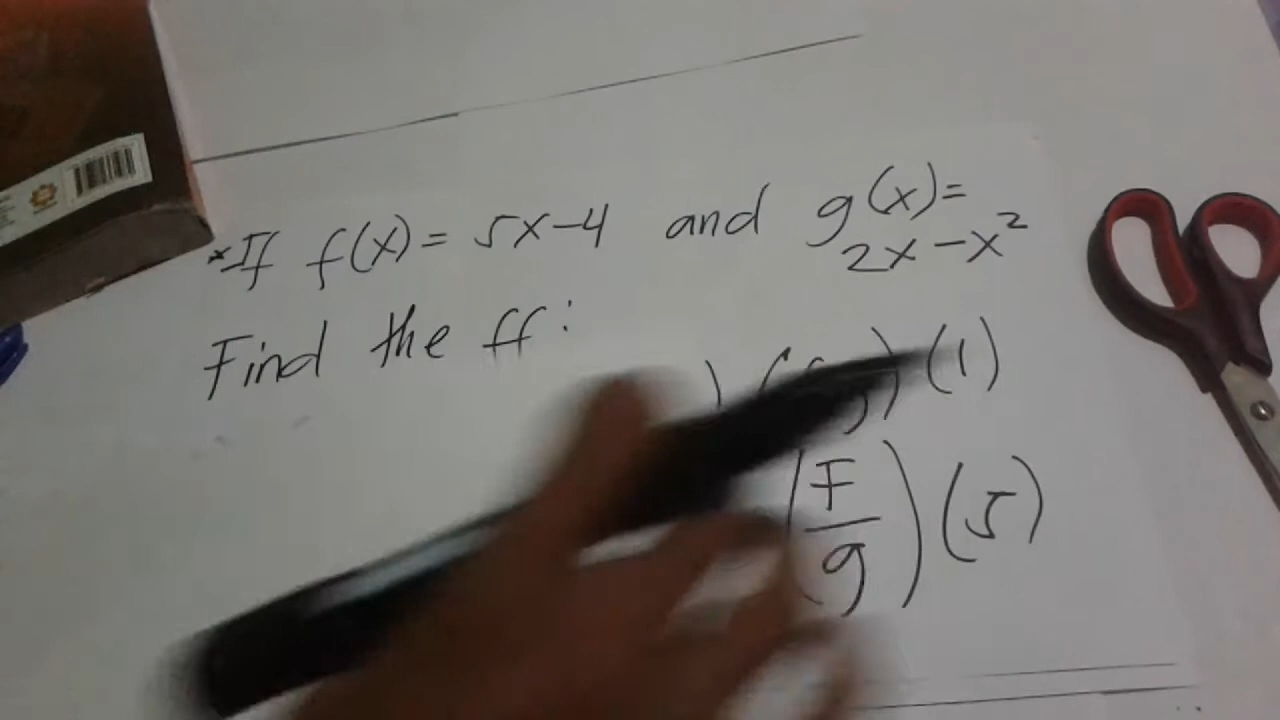 *If f(x) = 5x-4 and g(x) =
2x-x²
Find the ff:
(1)
(F/g)(5)